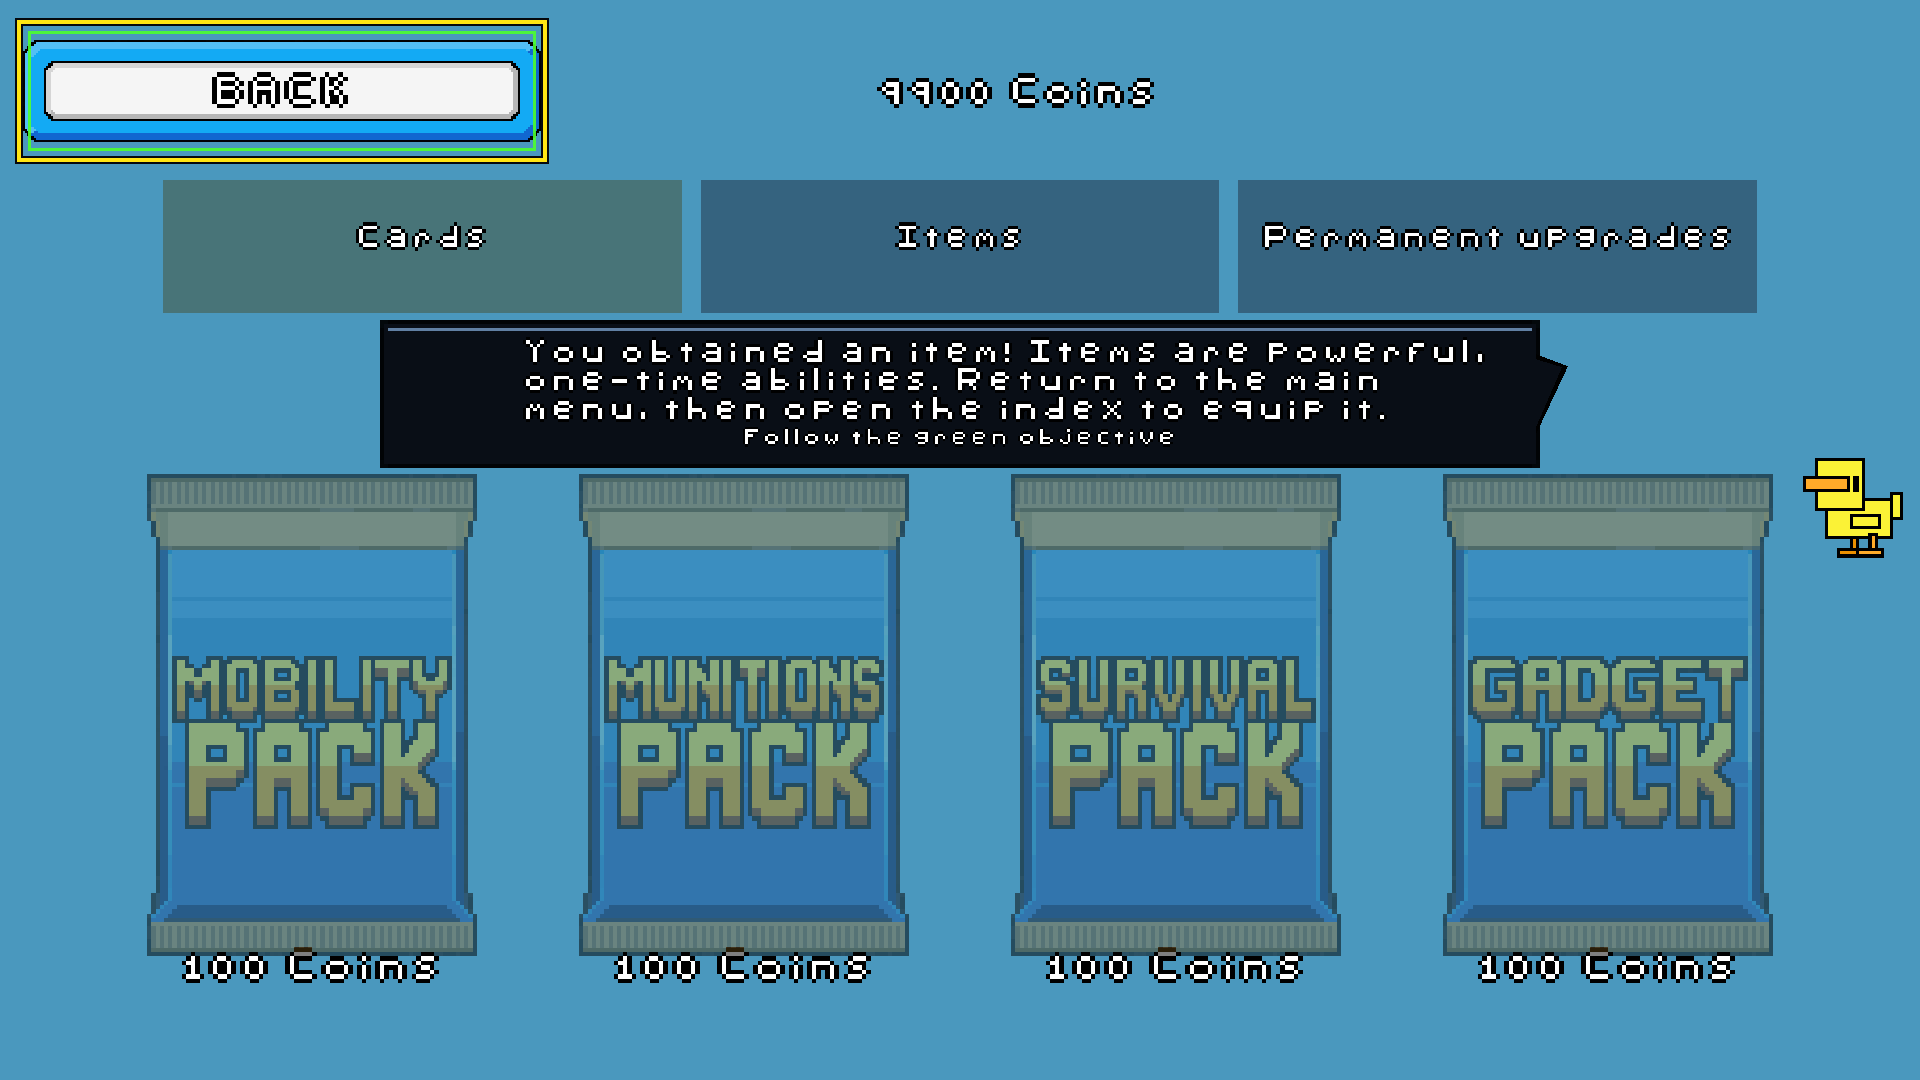 BACK
9900 Coins
Cards
Items
Permanent upgrades
You obtained an item! Items are powerful,
one-time abilities. Return to the main
menu, then open the index to equip it.
Follow the green objective
MOBILITY
PACK
MUNITIONS
PACK
SURVIVAL
PACK
GADGET
PACK
100 Coins
100 Coins
100 Coins
100 Coins